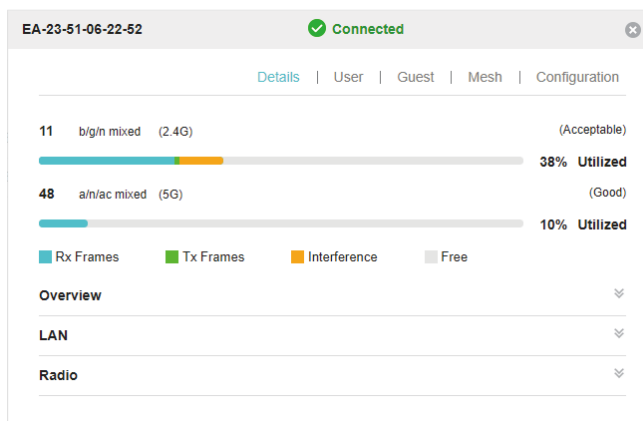 EA-23-51-06-22-52 Connected
Details | User | Guest | Mesh | Configuration
11 b/g/n mixed (2.4G) (Acceptable)
38% Utilized
48 a/n/ac mixed (5G) (Good)
10% Utilized
Rx Frames Tx Frames Interference Free
Overview
LAN
Radio